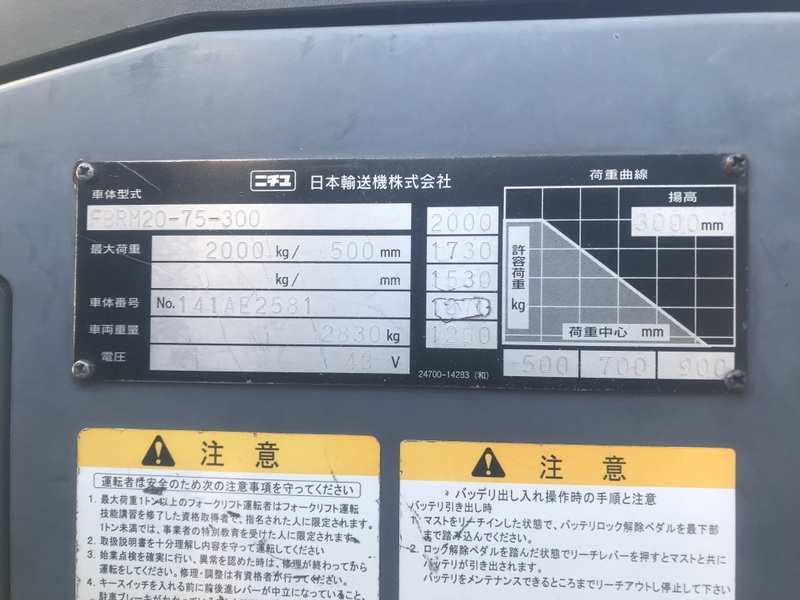 ニチユ 日本輸送機株式会社
車体型式
FBRM20-75-300
最大荷重 2000 kg/ 500 mm
kg/ mm
車体番号 No. 141AE2581
車両重量 2830 kg
電圧 48 V
2000
1730
1530
1200
24700-14283 (和)
荷重曲線
揚高
3000 mm
許容荷重 kg
荷重中心 mm
500 700 900
注意
運転者は安全のため次の注意事項を守ってください
1. 最大荷重1トン以上のフォークリフト運転者はフォークリフト運転
技能講習を修了した資格取得者で、指名された人に限定されます。
1トン未満では、事業者の特別教育を受けた人に限定されます。
2. 取扱説明書を十分理解し内容を守って運転してください
3. 始業点検を確実に行い、異常を認めた時は、修理が終わってから
運転をしてください。修理・調整は有資格者が行ってください。
4. キースイッチを入れる前に前後進レバーが中立になっていること、
注意
バッテリ出し入れ操作時の手順と注意
バッテリ引き出し時
1. マストをリーチインした状態で、バッテリロック解除ペダルを最下部
まで踏み込んでください。
2. ロック解除ペダルを踏んだ状態でリーチレバーを押すとマストと共に
バッテリが引き出されます。
バッテリをメンテナンスできるところまでリーチアウトし停止して下さい